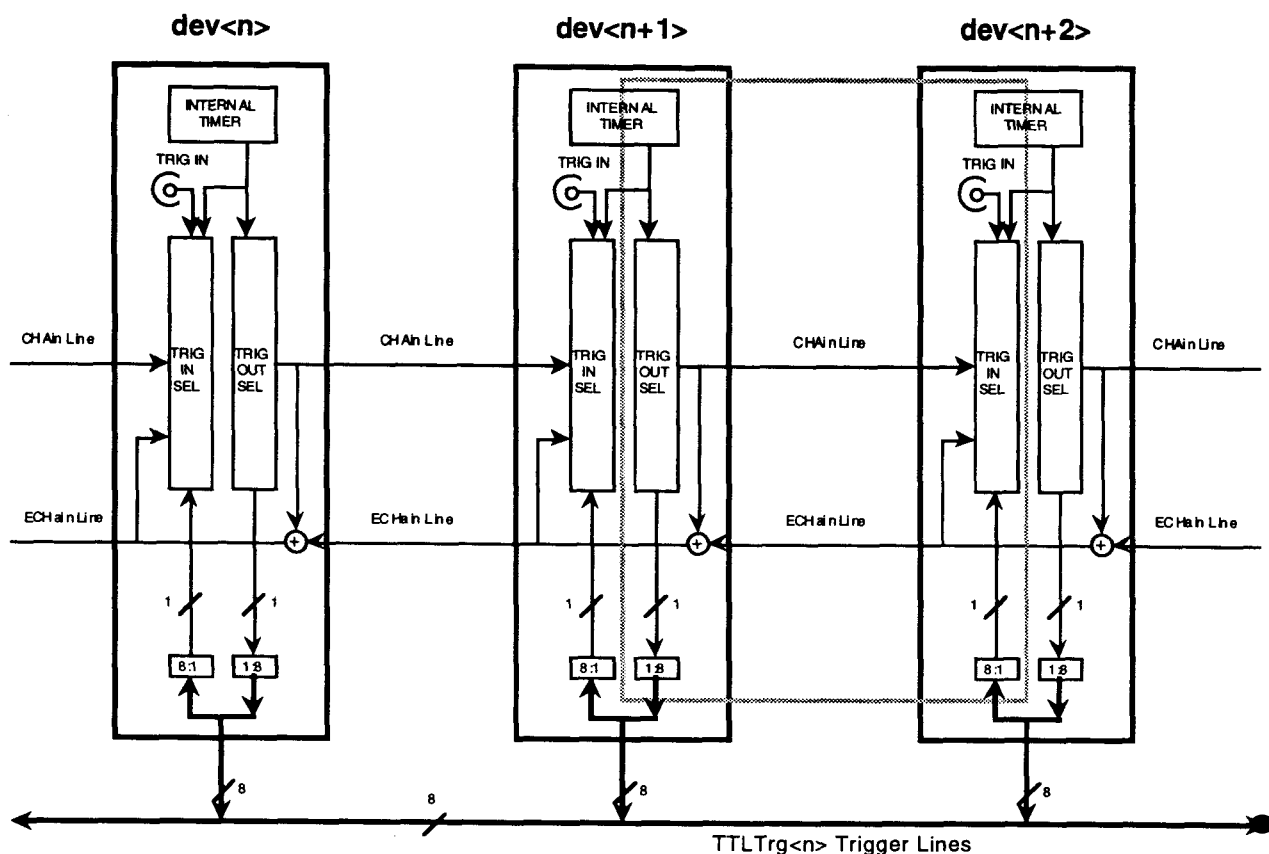 dev<n>
dev<n+1>
dev<n+2>
INTERNAL
TIMER
INTERNAL
TIMER
INTERNAL
TIMER
TRIG IN
TRIG IN
TRIG IN
CHAin Line
CHAin Line
CHAin Line
CHAin Line
TRIG
IN
SEL
TRIG
OUT
SEL
TRIG
IN
SEL
TRIG
OUT
SEL
TRIG
IN
SEL
TRIG
OUT
SEL
ECHain Line
ECHain Line
ECHain Line
ECHain Line
+
+
+
1
1
1
1
1
1
8:1
1:8
8:1
1:8
8:1
1:8
8
8
8
8
TTLTrg<n> Trigger Lines